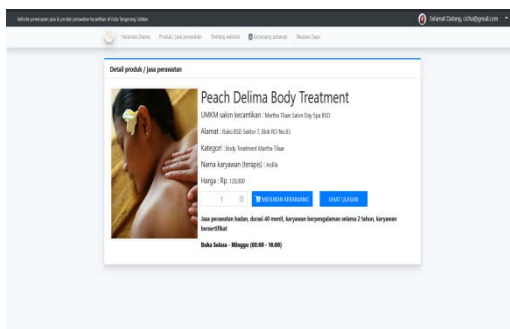 Website pemesanan jasa & produk perawatan kecantikan di Kota Tangerang Selatan
Selamat Datang, cicha@gmail.com
Halaman Utama Produk / jasa perawatan Tentang website Keranjang pesanan Pesanan Saya
Detail produk / jasa perawatan
Peach Delima Body Treatment
UMKM salon kecantikan : Martha Tilaar Salon Day Spa BSD
Alamat : Ruko BSD Sektor 7, Blok RO No.83
Kategori : Body Treatment Martha Tilaar
Nama karyawan (terapis) : Ardila
Harga : Rp. 120,000
1 MASUKAN KERANJANG LIHAT ULASAN
Jasa perawatan badan, durasi 40 menit, karyawan berpengalaman selama 2 tahun, karyawan
bersertifikat
Buka Selasa - Minggu (08:00 - 16:00)